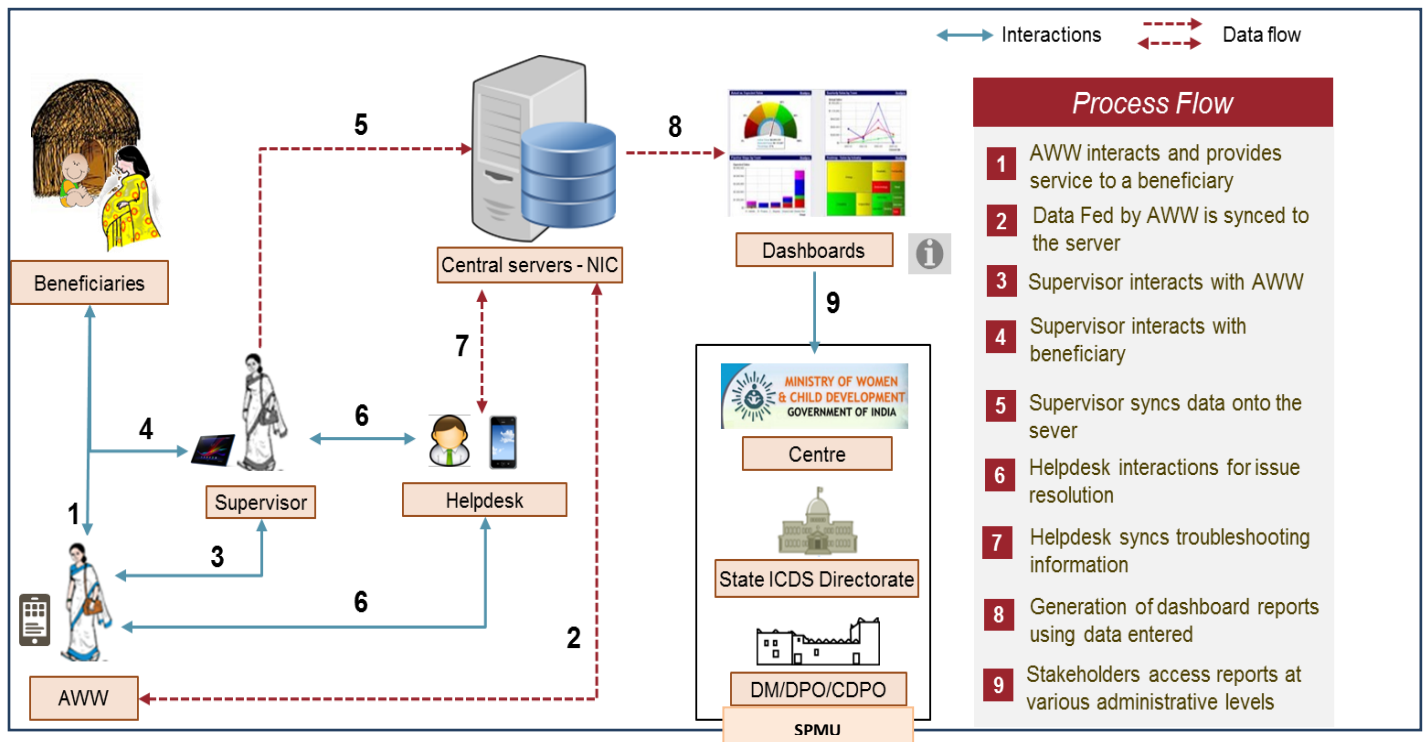 Interactions
Data flow
Process Flow
1
AWW interacts and provides
service to a beneficiary
2
Data Fed by AWW is synced to
the server
3
Supervisor interacts with AWW
4
Supervisor interacts with
beneficiary
5
Supervisor syncs data onto the
sever
6
Helpdesk interactions for issue
resolution
7
Helpdesk syncs troubleshooting
information
8
Generation of dashboard reports
using data entered
9
Stakeholders access reports at
various administrative levels
5
8
Central servers - NIC
Dashboards
i
Beneficiaries
9
7
MINISTRY OF WOMEN
& CHILD DEVELOPMENT
GOVERNMENT OF INDIA
4
6
Centre
Supervisor
Helpdesk
1
3
State ICDS Directorate
6
2
AWW
DM/DPO/CDPO
SPMU